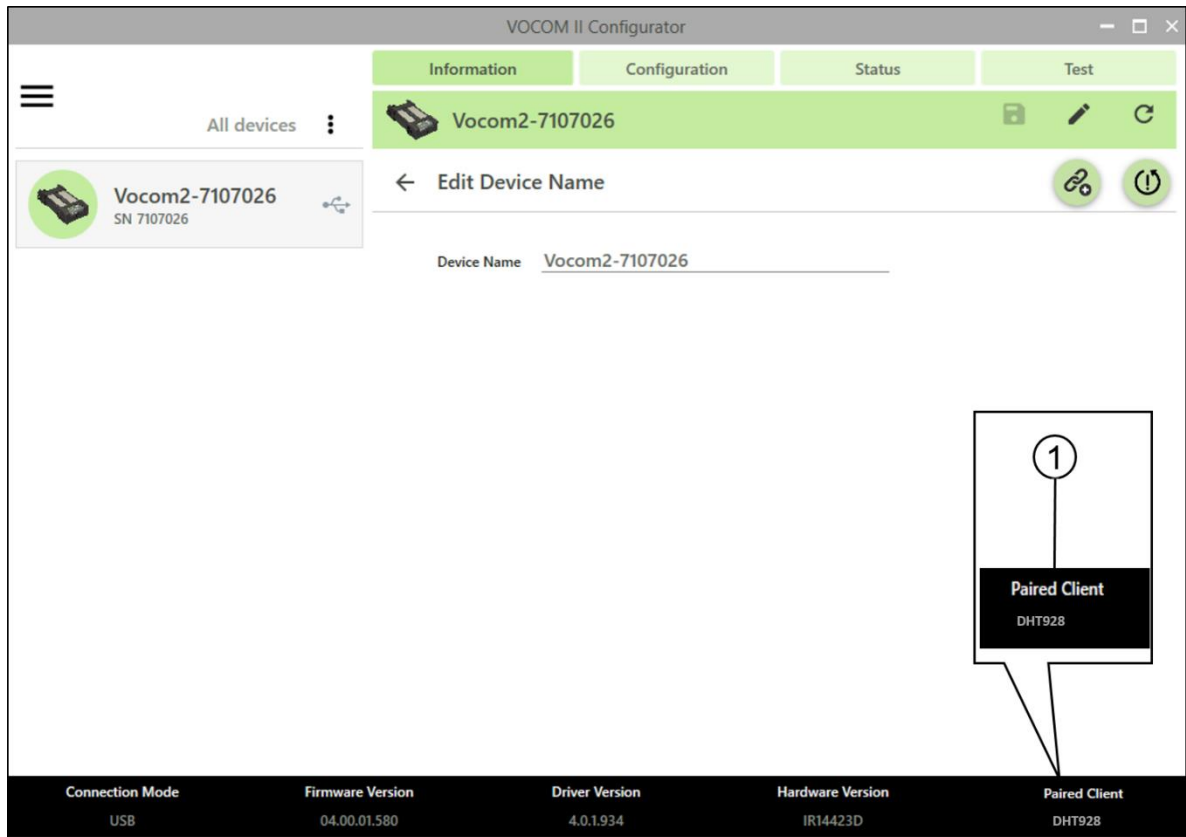 VOCOM II Configurator
Information Configuration Status Test
All devices
Vocom2-7107026
Vocom2-7107026
SN 7107026
Edit Device Name
Device Name Vocom2-7107026
1
Paired Client
DHT928
Connection Mode Firmware Version Driver Version Hardware Version Paired Client
USB 04.00.01.580 4.0.1.934 IR14423D DHT928